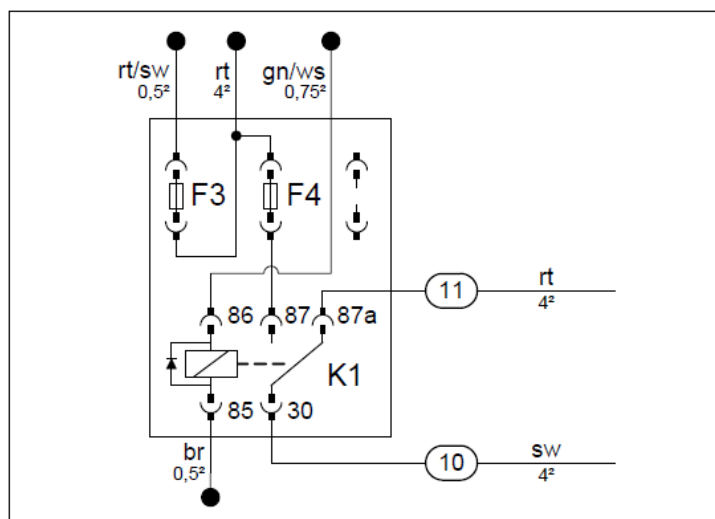 rt/sw
0,5²
rt
4²
gn/ws
0,75²
F3
F4
11
rt
4²
86
87
87a
K1
85
30
br
0,5²
10
sw
4²